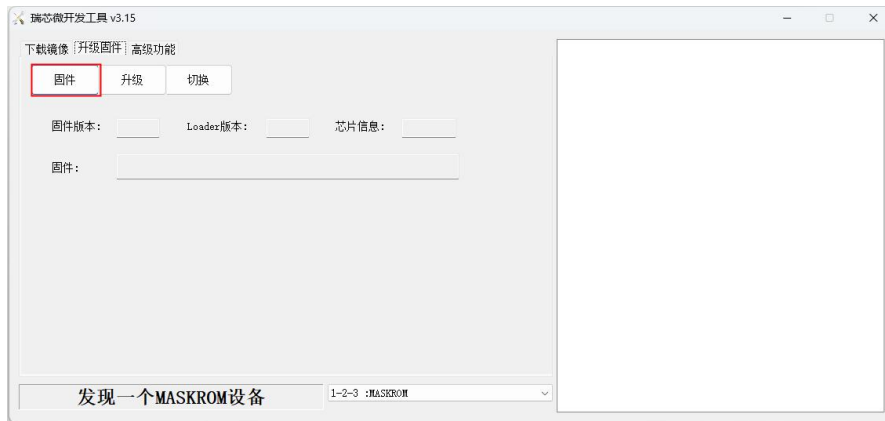 瑞芯微开发工具 v3.15
下载镜像 升级固件 高级功能
固件 升级 切换
固件版本: Loader版本: 芯片信息:
固件:
发现一个MASKROM设备 1-2-3 :MASKROM